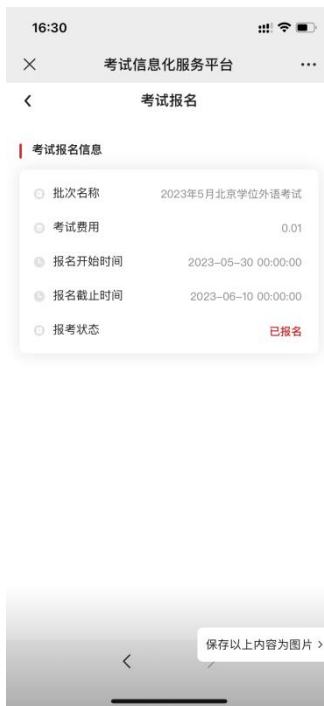 16:30
考试信息化服务平台
考试报名
考试报名信息
批次名称 2023年5月北京学位外语考试
考试费用 0.01
报名开始时间 2023-05-30 00:00:00
报名截止时间 2023-06-10 00:00:00
报考状态 已报名
保存以上内容为图片